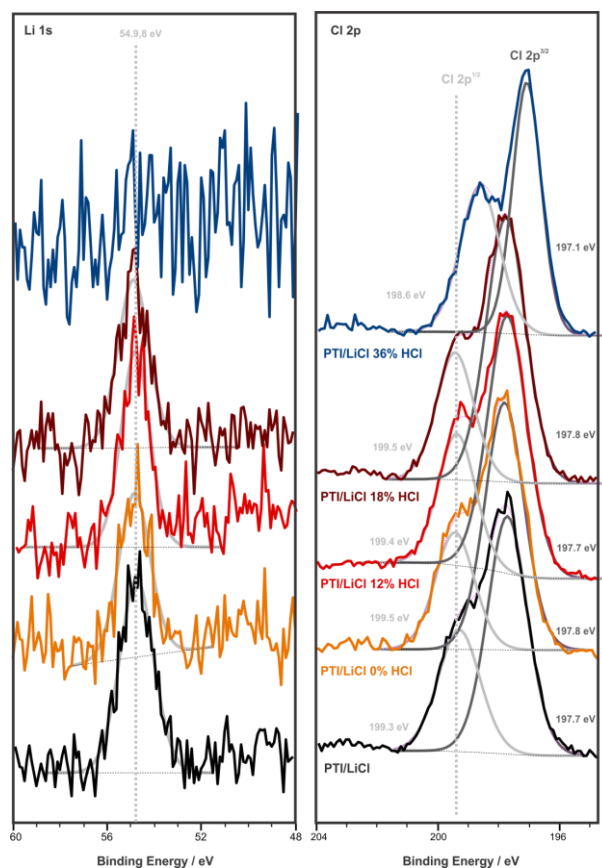 Li 1s
54.9,8 eV
60
56
52
48
Binding Energy / eV
Cl 2p
Cl 2p3/2
Cl 2p1/2
197.1 eV
198.6 eV
PTI/LiCl 36% HCl
197.8 eV
199.5 eV
PTI/LiCl 18% HCl
197.7 eV
199.4 eV
PTI/LiCl 12% HCl
197.8 eV
199.5 eV
PTI/LiCl 0% HCl
197.7 eV
199.3 eV
PTI/LiCl
204
200
196
Binding Energy / eV